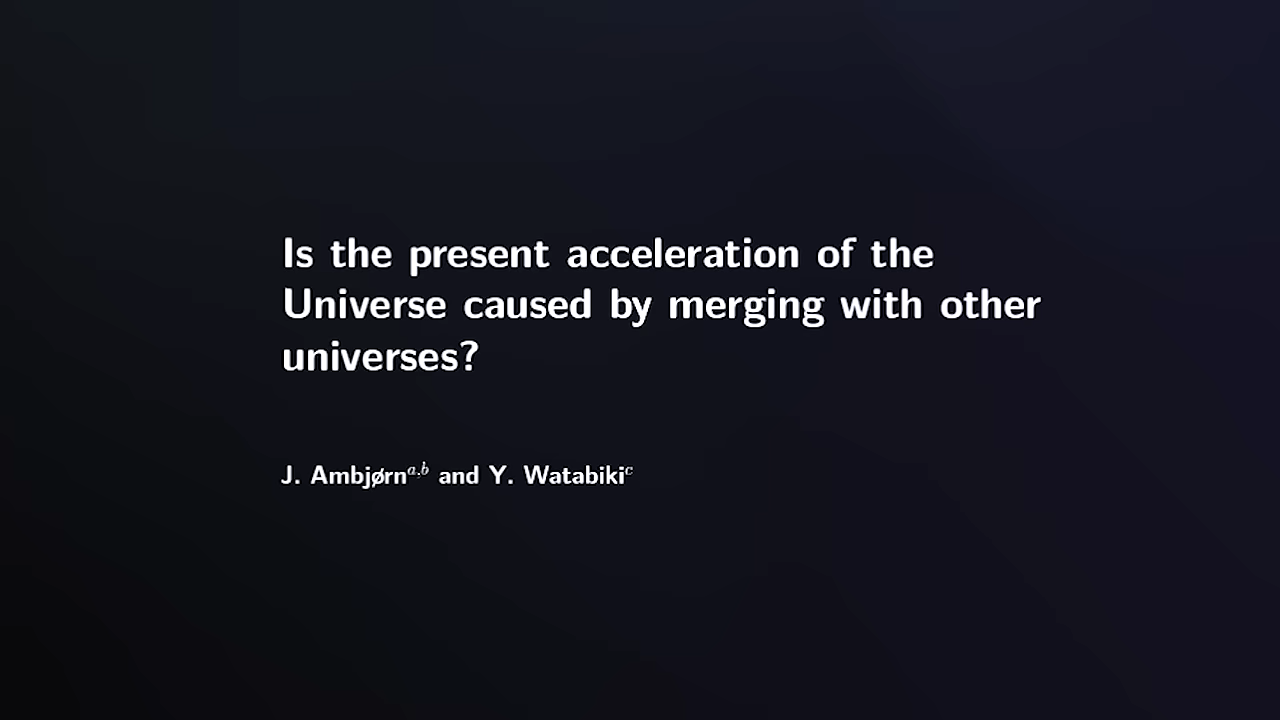 Is the present acceleration of the
Universe caused by merging with other
universes?
J. Ambjørn^{a,b} and Y. Watabiki^{c}